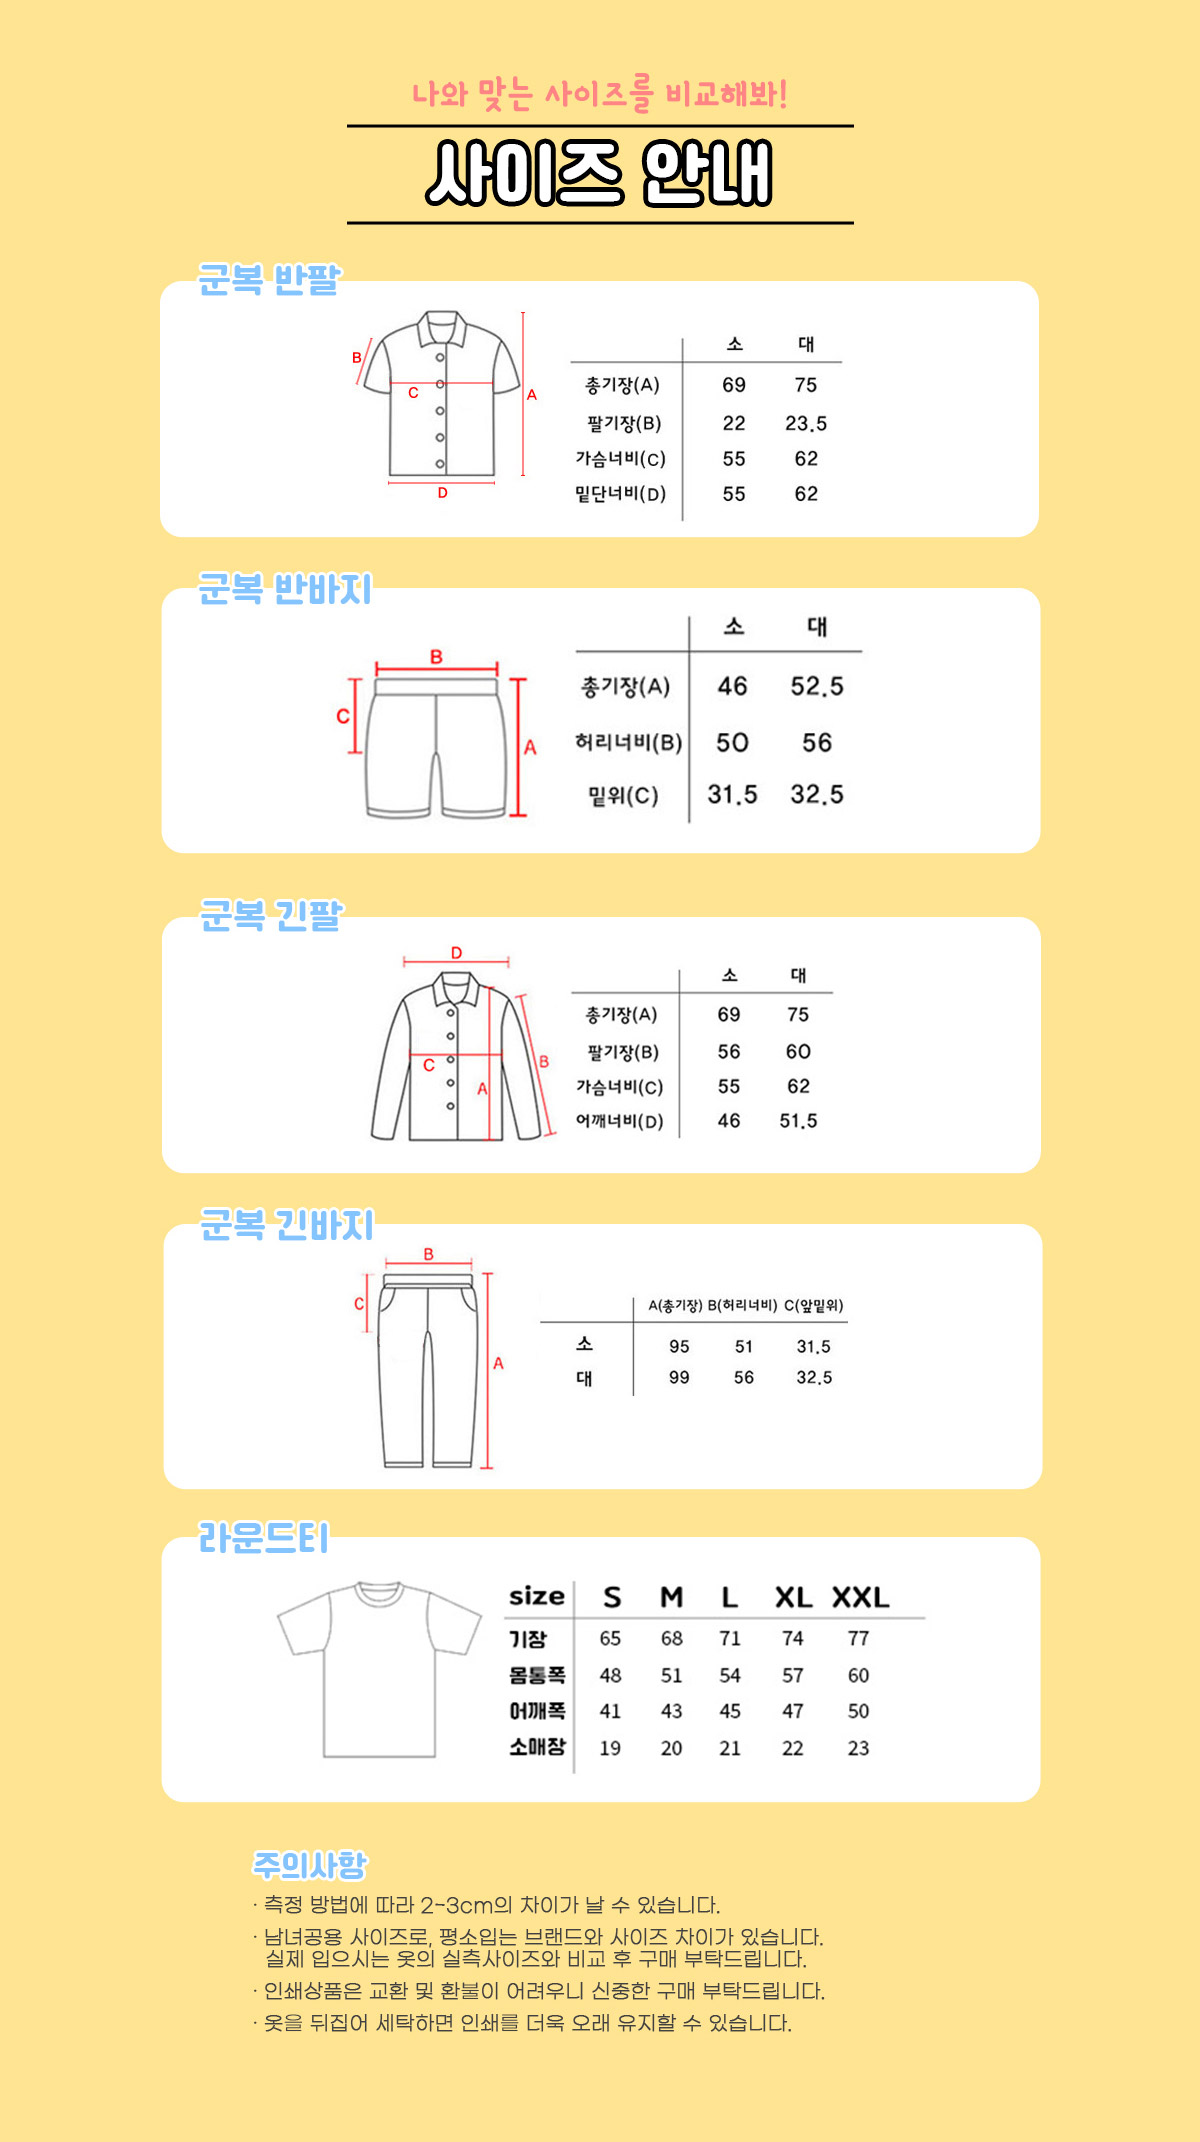 나와 맞는 사이즈를 비교해봐!
사이즈 안내
군복 반팔
B
C
A
D
소 대
총기장(A) 69 75
팔기장(B) 22 23.5
가슴너비(C) 55 62
밑단너비(D) 55 62
군복 반바지
B
C
A
소 대
총기장(A) 46 52.5
허리너비(B) 50 56
밑위(C) 31.5 32.5
군복 긴팔
D
C
B
A
소 대
총기장(A) 69 75
팔기장(B) 56 60
가슴너비(C) 55 62
어깨너비(D) 46 51.5
군복 긴바지
B
C
A
A(총기장) B(허리너비) C(앞밑위)
소 95 51 31.5
대 99 56 32.5
라운드티
size S M L XL XXL
기장 65 68 71 74 77
몸통폭 48 51 54 57 60
어깨폭 41 43 45 47 50
소매장 19 20 21 22 23
주의사항
· 측정 방법에 따라 2-3cm의 차이가 날 수 있습니다.
· 남녀공용 사이즈로, 평소입는 브랜드와 사이즈 차이가 있습니다.
실제 입으시는 옷의 실측사이즈와 비교 후 구매 부탁드립니다.
· 인쇄상품은 교환 및 환불이 어려우니 신중한 구매 부탁드립니다.
· 옷을 뒤집어 세탁하면 인쇄를 더욱 오래 유지할 수 있습니다.